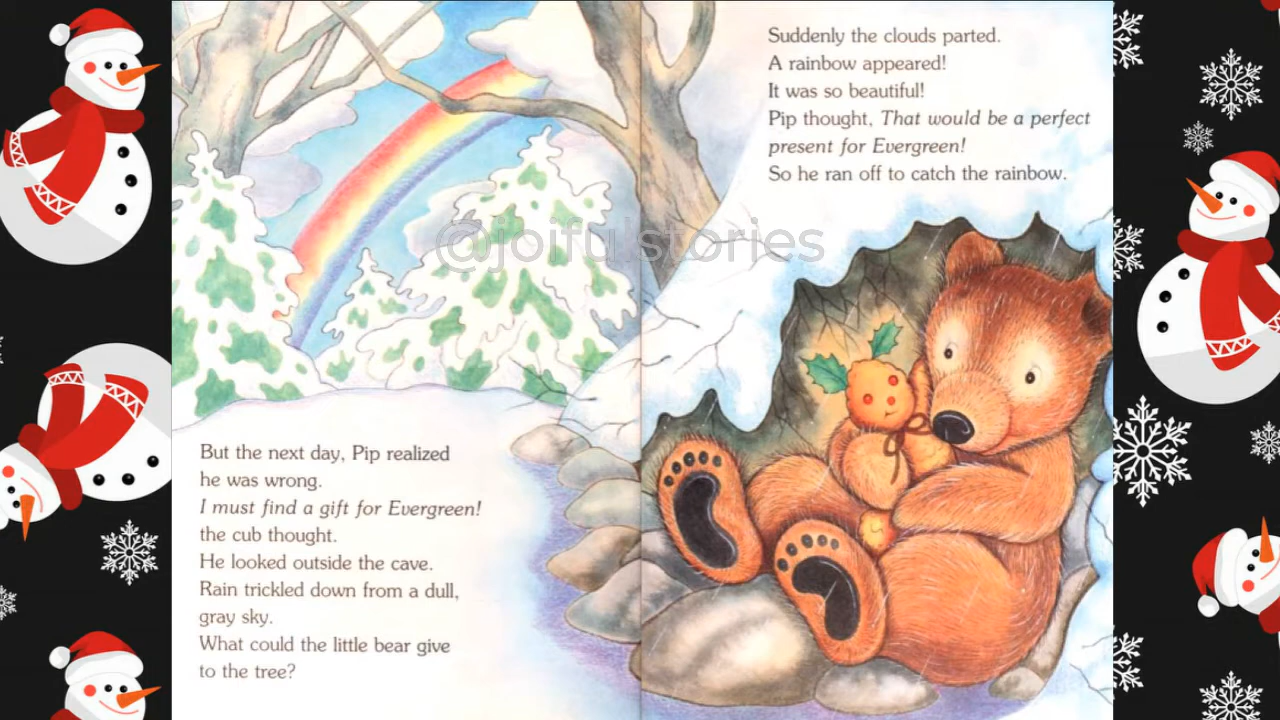 But the next day, Pip realized
he was wrong.
I must find a gift for Evergreen!
the cub thought.
He looked outside the cave.
Rain trickled down from a dull,
gray sky.
What could the little bear give
to the tree?
Suddenly the clouds parted.
A rainbow appeared!
It was so beautiful!
Pip thought, That would be a perfect
present for Evergreen!
So he ran off to catch the rainbow.
@joifulstories